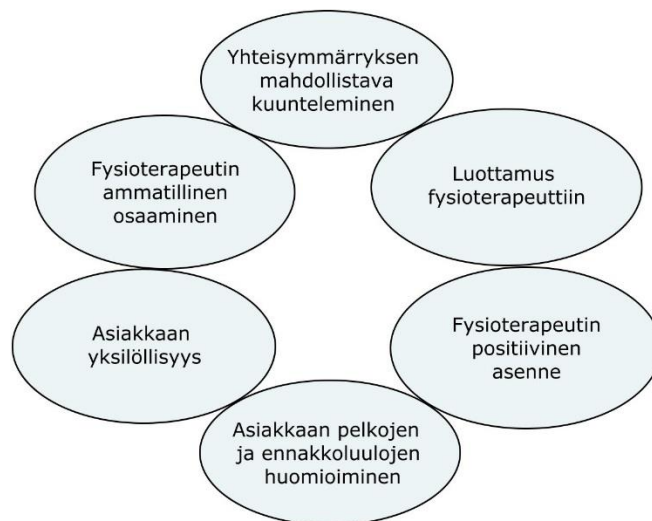 Yhteisymmärryksen
mahdollistava
kuunteleminen
Luottamus
fysioterapeuttiin
Fysioterapeutin
positiivinen
asenne
Asiakkaan pelkojen
ja ennakkoluulojen
huomioiminen
Asiakkaan
yksilöllisyys
Fysioterapeutin
ammatillinen
osaaminen